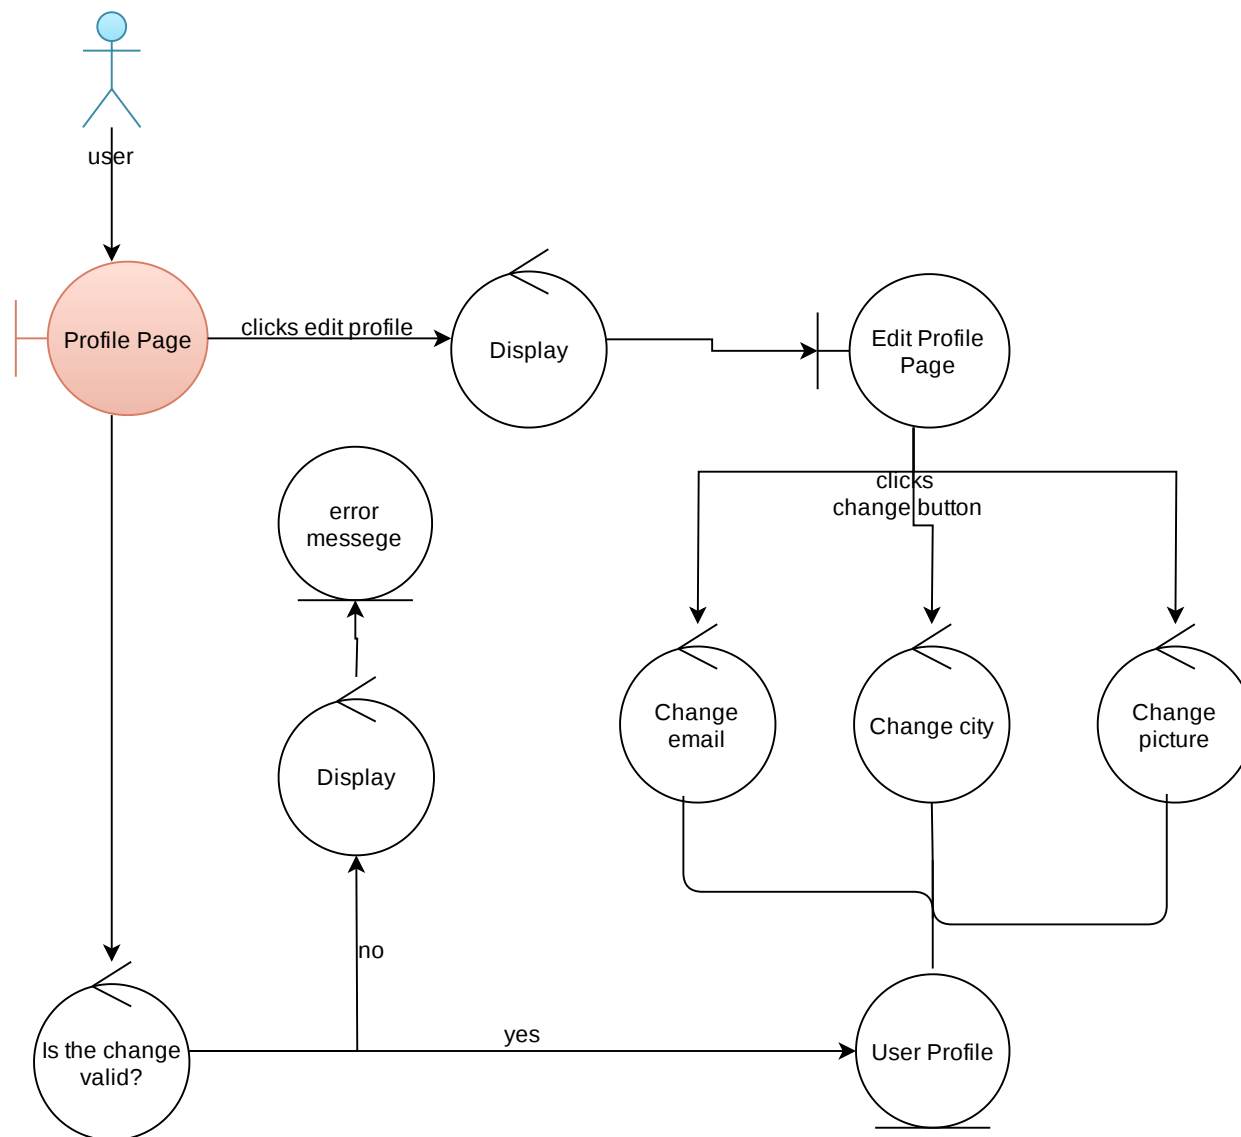 user
Profile Page
clicks edit profile
Display
Edit Profile
Page
clicks
change button
error
messege
Change
email
Change city
Change
picture
Display
no
yes
Is the change
valid?
User Profile